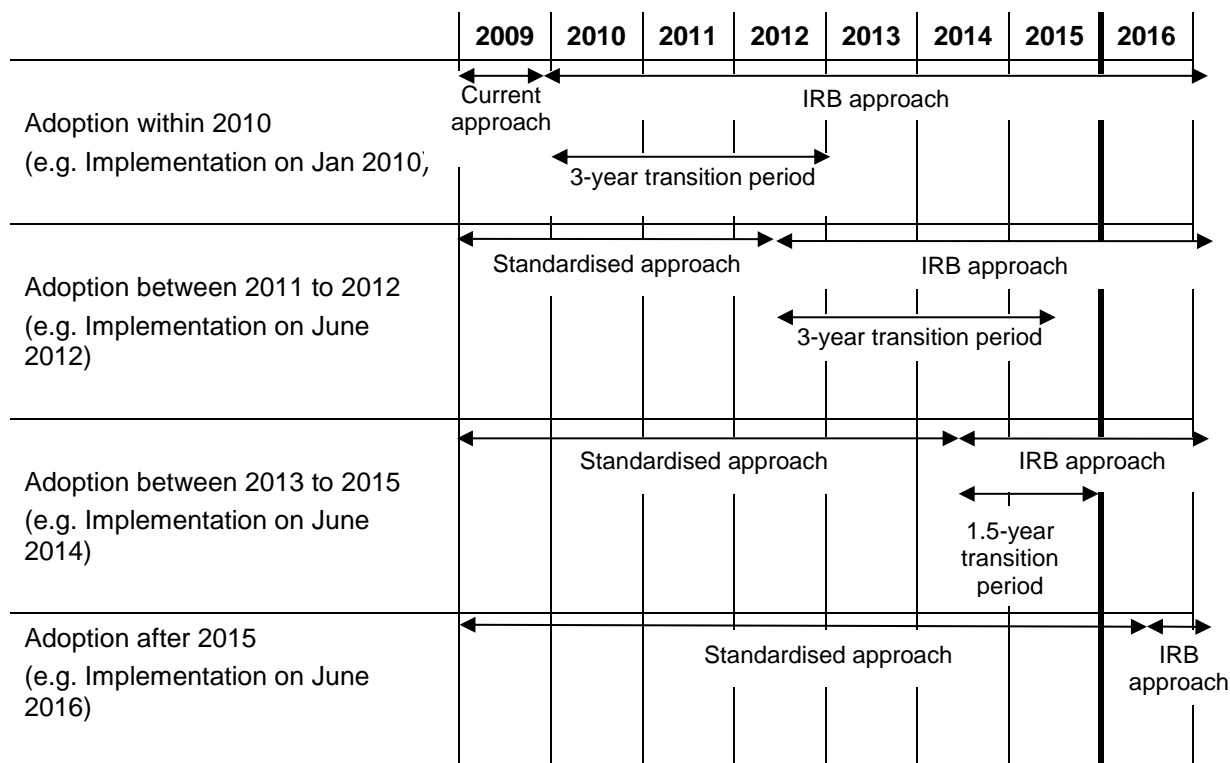 2009 2010 2011 2012 2013 2014 2015 2016
Adoption within 2010
(e.g. Implementation on Jan 2010),
Current
approach
IRB approach
3-year transition period
Adoption between 2011 to 2012
(e.g. Implementation on June
2012)
Standardised approach
IRB approach
3-year transition period
Adoption between 2013 to 2015
(e.g. Implementation on June
2014)
Standardised approach
IRB approach
1.5-year
transition
period
Adoption after 2015
(e.g. Implementation on June
2016)
Standardised approach
IRB
approach